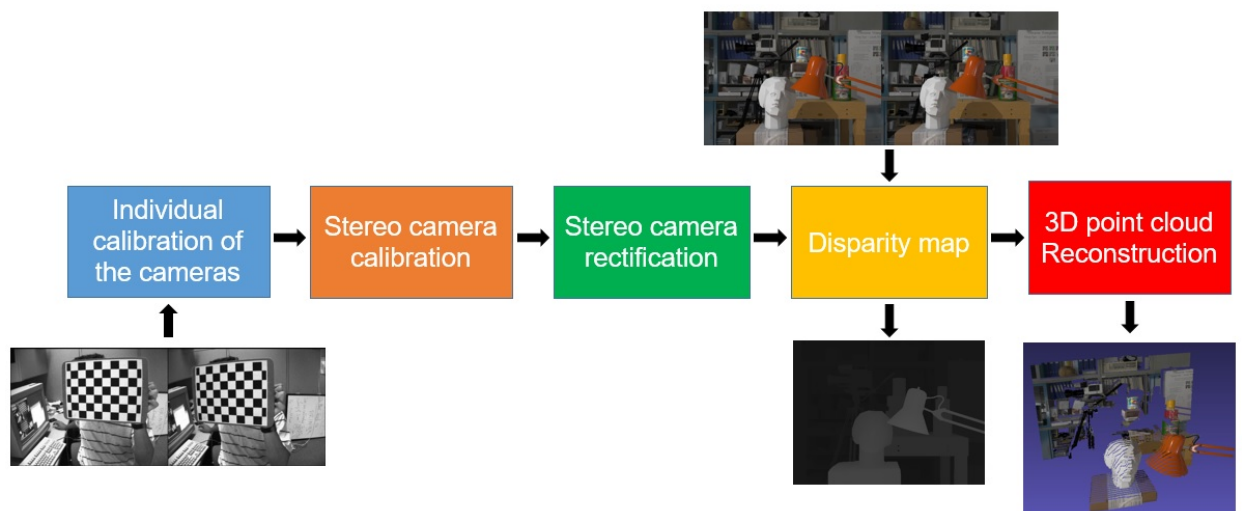 Individual
calibration of
the cameras
Stereo camera
calibration
Stereo camera
rectification
Disparity map
3D point cloud
Reconstruction